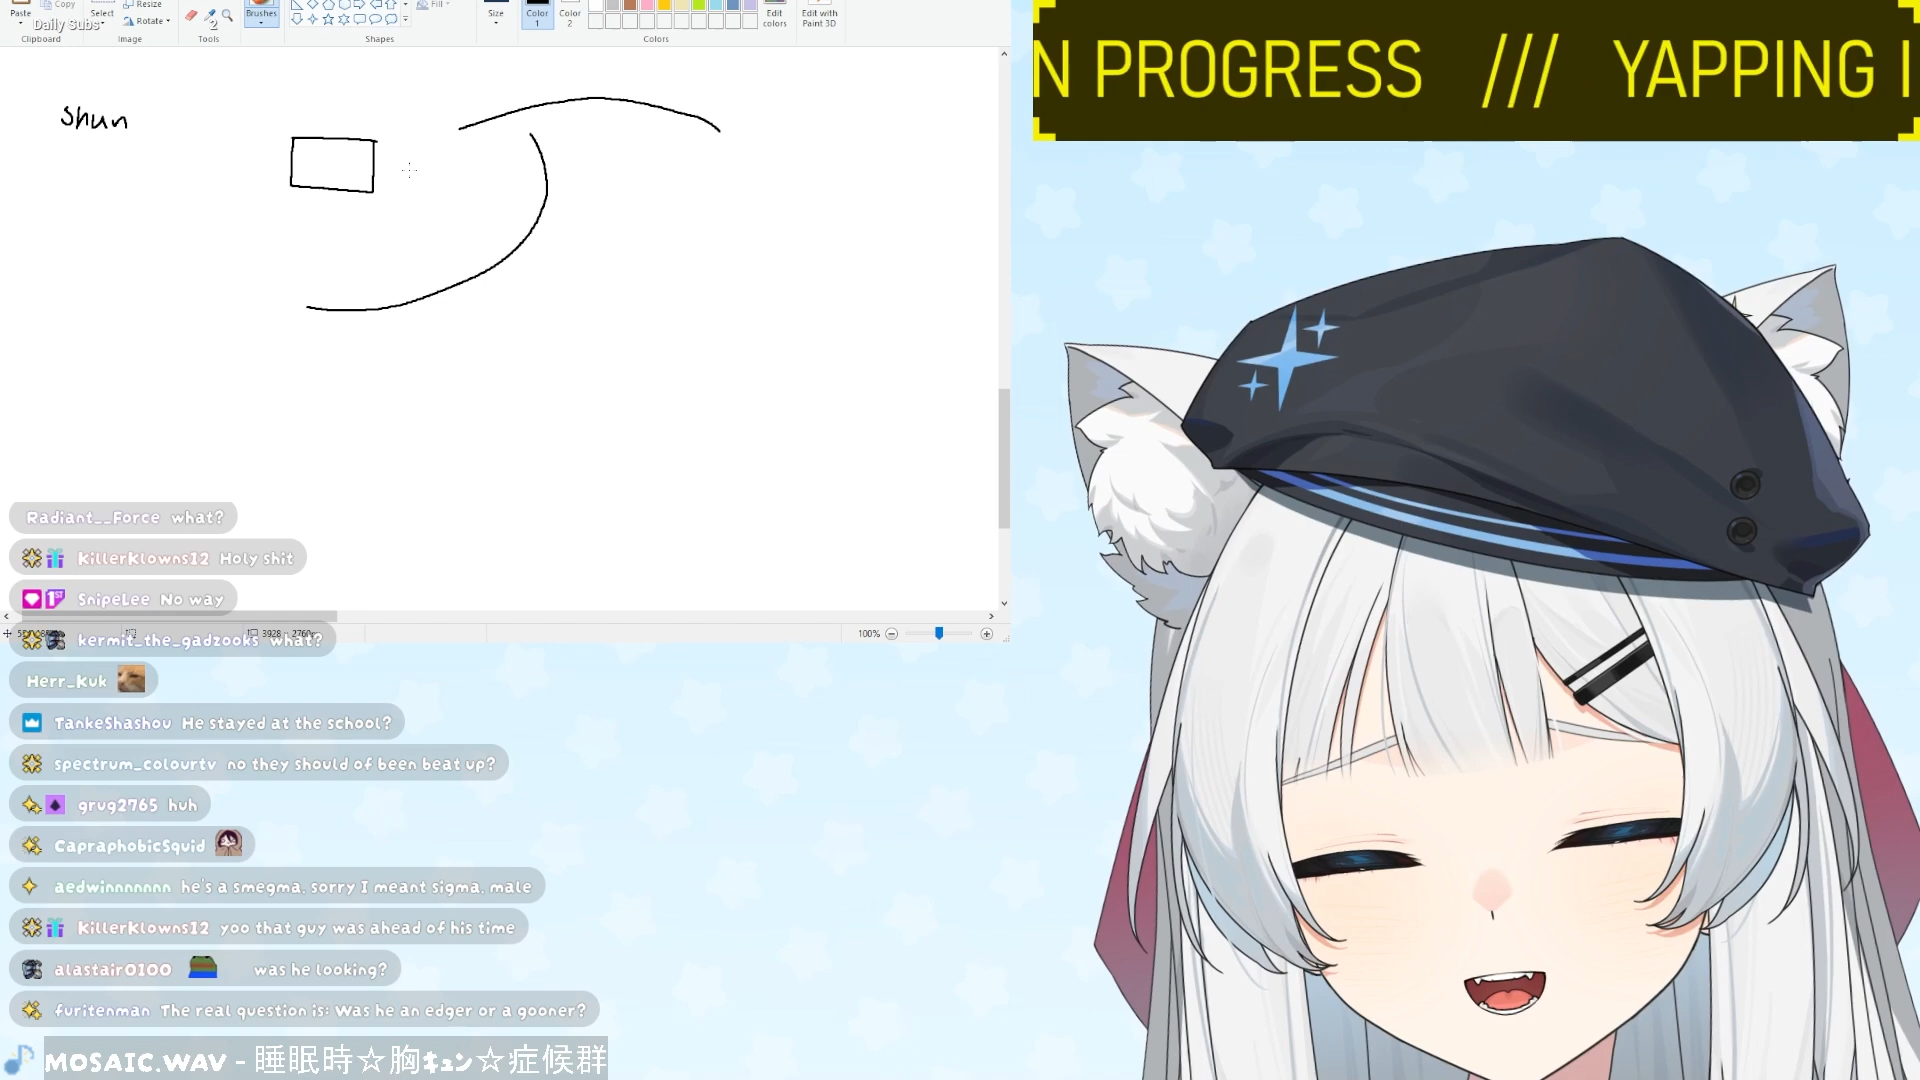 Copy
Resize
Paste
Select
Rotate
Brushes
Fill
Size
Color 1
Color 2
Edit colors
Edit with Paint 3D
Daily Subs
2
Clipboard
Image
Tools
Shapes
Colors
N PROGRESS /// YAPPING I
Shun
Radiant__Force what?
KillerKlowns12 Holy shit
1ST SnipeLee No way
100%
kermit_the_gadzooks what?
Herr_Kuk
TankeShashou He stayed at the school?
spectrum_colourtv no they should of been beat up?
grug2765 huh
CapraphobicSquid
aedwinnnnnnn he's a smegma, sorry I meant sigma, male
KillerKlowns12 yoo that guy was ahead of his time
alastair0100 was he looking?
furitenman The real question is: Was he an edger or a gooner?
MOSAIC.WAV - 睡眠時☆胸キュン☆症候群